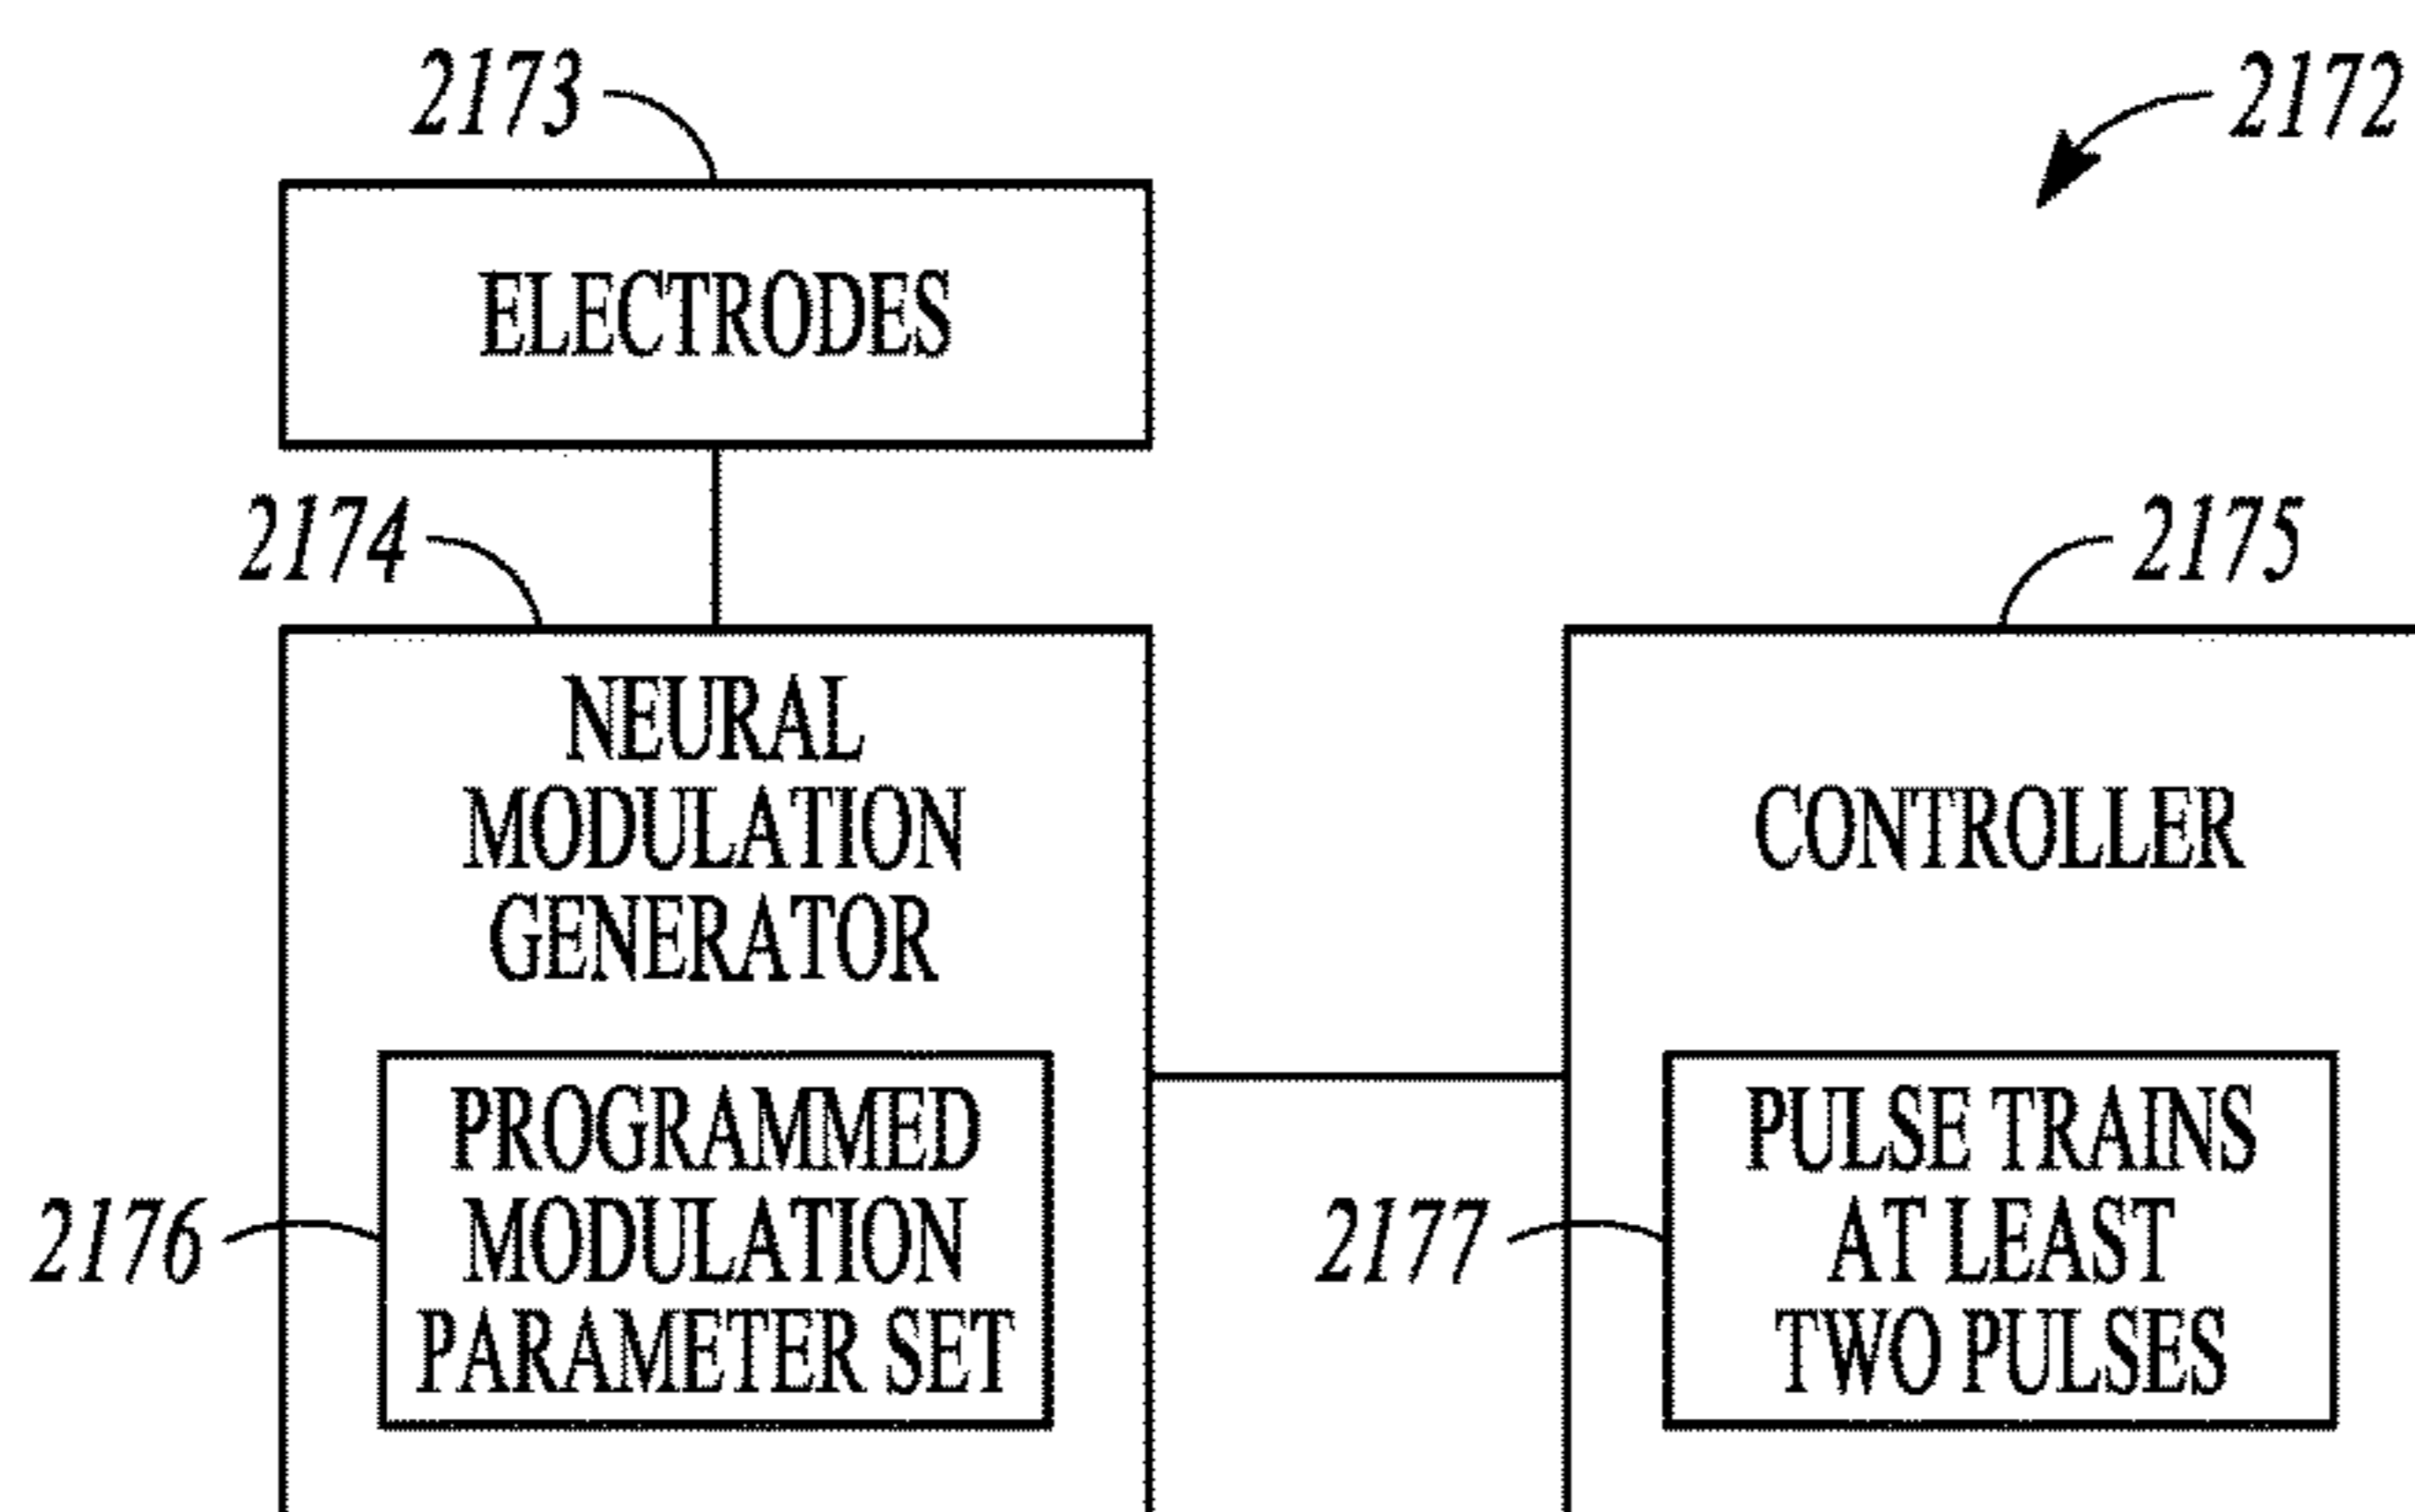 2173
2172
ELECTRODES
2174
2175
NEURAL
MODULATION
GENERATOR
CONTROLLER
PROGRAMMED
MODULATION
PARAMETER SET
2176
PULSE TRAINS
AT LEAST
TWO PULSES
2177